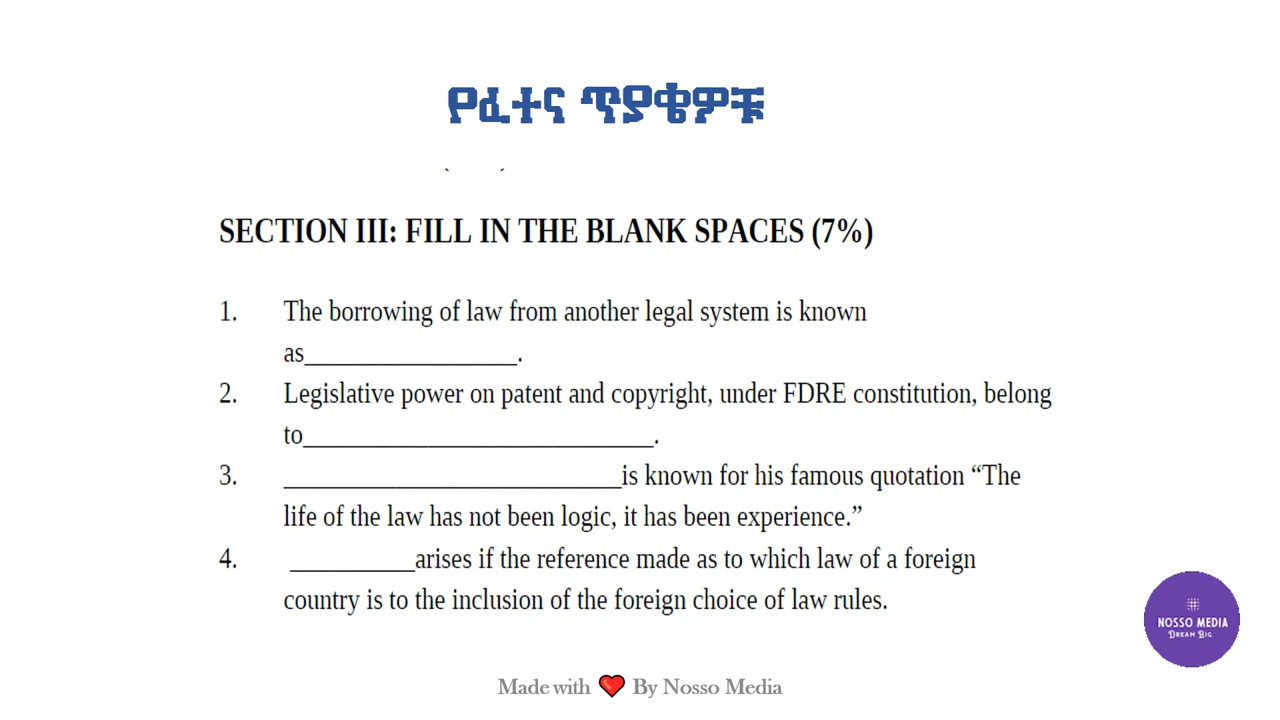 የፈተና ጥያቄዎቹ
SECTION III: FILL IN THE BLANK SPACES (7%)
1. The borrowing of law from another legal system is known
as_________________.
2. Legislative power on patent and copyright, under FDRE constitution, belong
to____________________________.
3. ___________________________is known for his famous quotation “The
life of the law has not been logic, it has been experience.”
4. __________arises if the reference made as to which law of a foreign
country is to the inclusion of the foreign choice of law rules.
NOSSO MEDIA
DREAM BIG
Made with ❤ By Nosso Media